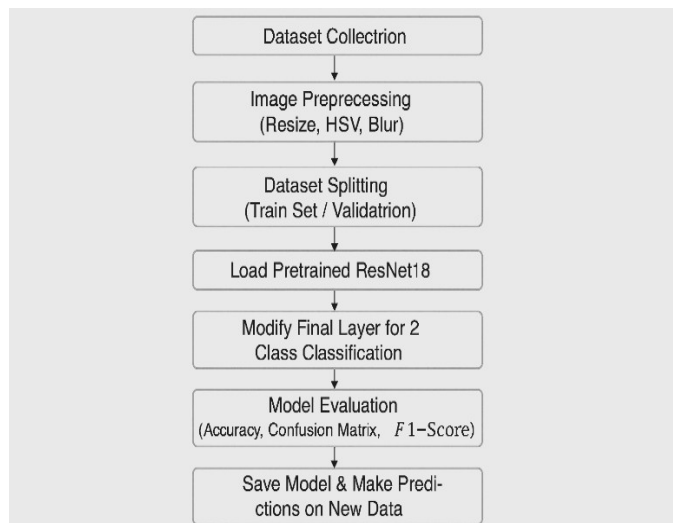 Dataset Collectrion
Image Preprecessing
(Resize, HSV, Blur)
Dataset Splitting
(Train Set / Validatrion)
Load Pretrained ResNet18
Modify Final Layer for 2
Class Classification
Model Evaluation
(Accuracy, Confusion Matrix, F1-Score)
Save Model & Make Predi-
ctions on New Data